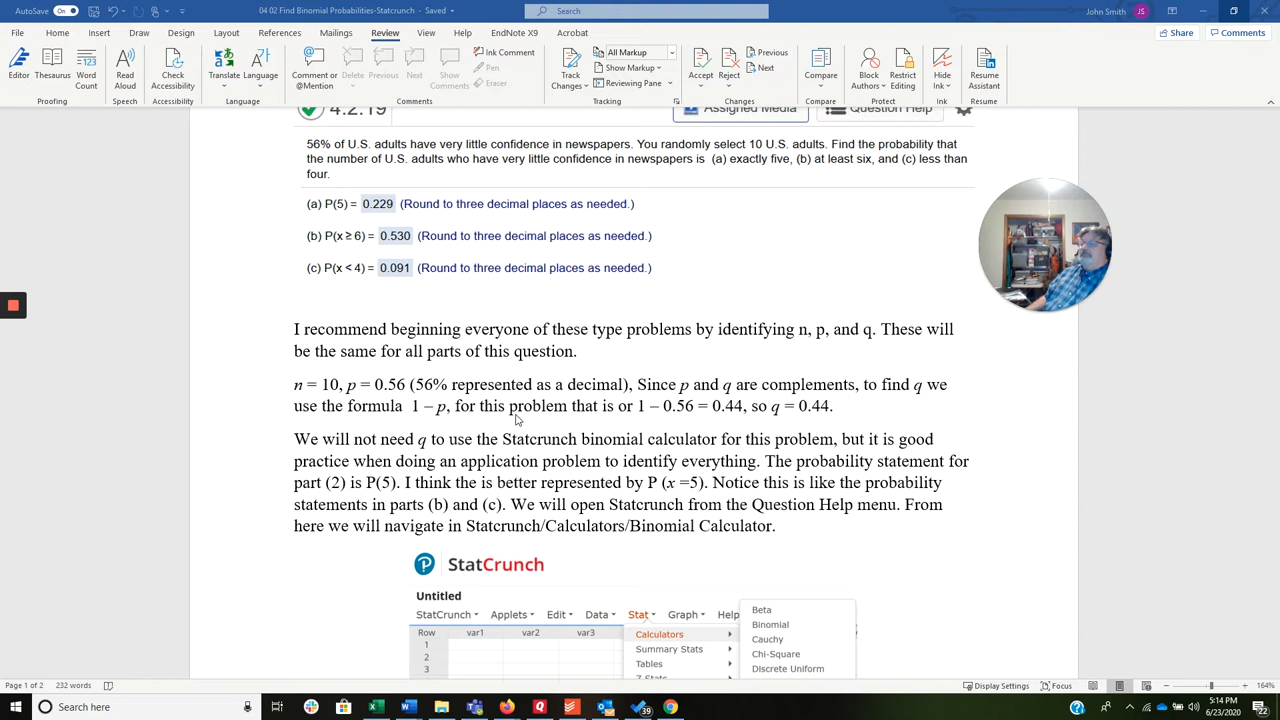 AutoSave On
04 02 Find Binomial Probabilities-StatCrunch - Saved
Search
File Home Insert Draw Design Layout References Mailings Review View Help EndNote X9 Acrobat Share Comments
Editor Thesaurus Word Count Read Aloud Check Accessibility Translate Language Comment or @Mention Delete Previous Next Show Comments Ink Comment Pen Eraser Track Changes All Markup Show Markup Reviewing Pane Accept Reject Previous Next Compare Block Authors Restrict Editing Hide Ink Resume Assistant
Proofing Speech Accessibility Language Comments Tracking Changes Compare Protect Ink Resume
4.2.19 Assigned Media Question Help
56% of U.S. adults have very little confidence in newspapers. You randomly select 10 U.S. adults. Find the probability that
the number of U.S. adults who have very little confidence in newspapers is (a) exactly five, (b) at least six, and (c) less than
four.
(a) P(5) = 0.229 (Round to three decimal places as needed.)
(b) P(x ≥ 6) = 0.530 (Round to three decimal places as needed.)
(c) P(x < 4) = 0.091 (Round to three decimal places as needed.)
I recommend beginning everyone of these type problems by identifying n, p, and q. These will
be the same for all parts of this question.
n = 10, p = 0.56 (56% represented as a decimal), Since p and q are complements, to find q we
use the formula 1 – p, for this problem that is or 1 – 0.56 = 0.44, so q = 0.44.
We will not need q to use the Statcrunch binomial calculator for this problem, but it is good
practice when doing an application problem to identify everything. The probability statement for
part (2) is P(5). I think the is better represented by P (x =5). Notice this is like the probability
statements in parts (b) and (c). We will open Statcrunch from the Question Help menu. From
here we will navigate in Statcrunch/Calculators/Binomial Calculator.
P StatCrunch
Untitled
StatCrunch Applets Edit Data Stat Graph Help
Row var1 var2 var3
1
2
3
Calculators
Summary Stats
Tables
Z Stats
Beta
Binomial
Cauchy
Chi-Square
Discrete Uniform
Page 1 of 2 232 words Display Settings Focus 164%
Search here
39
5:14 PM
6/23/2020